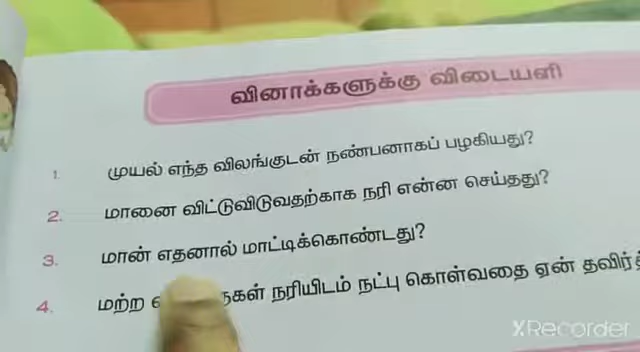 வினாக்களுக்கு விடையளி
1. முயல் எந்த விலங்குடன் நண்பனாகப் பழகியது?
2. மானை விட்டுவிடுவதற்காக நரி என்ன செய்தது?
3. மான் எதனால் மாட்டிக்கொண்டது?
4. மற்ற நரியிடம் நட்பு கொள்வதை ஏன்
XRecorder